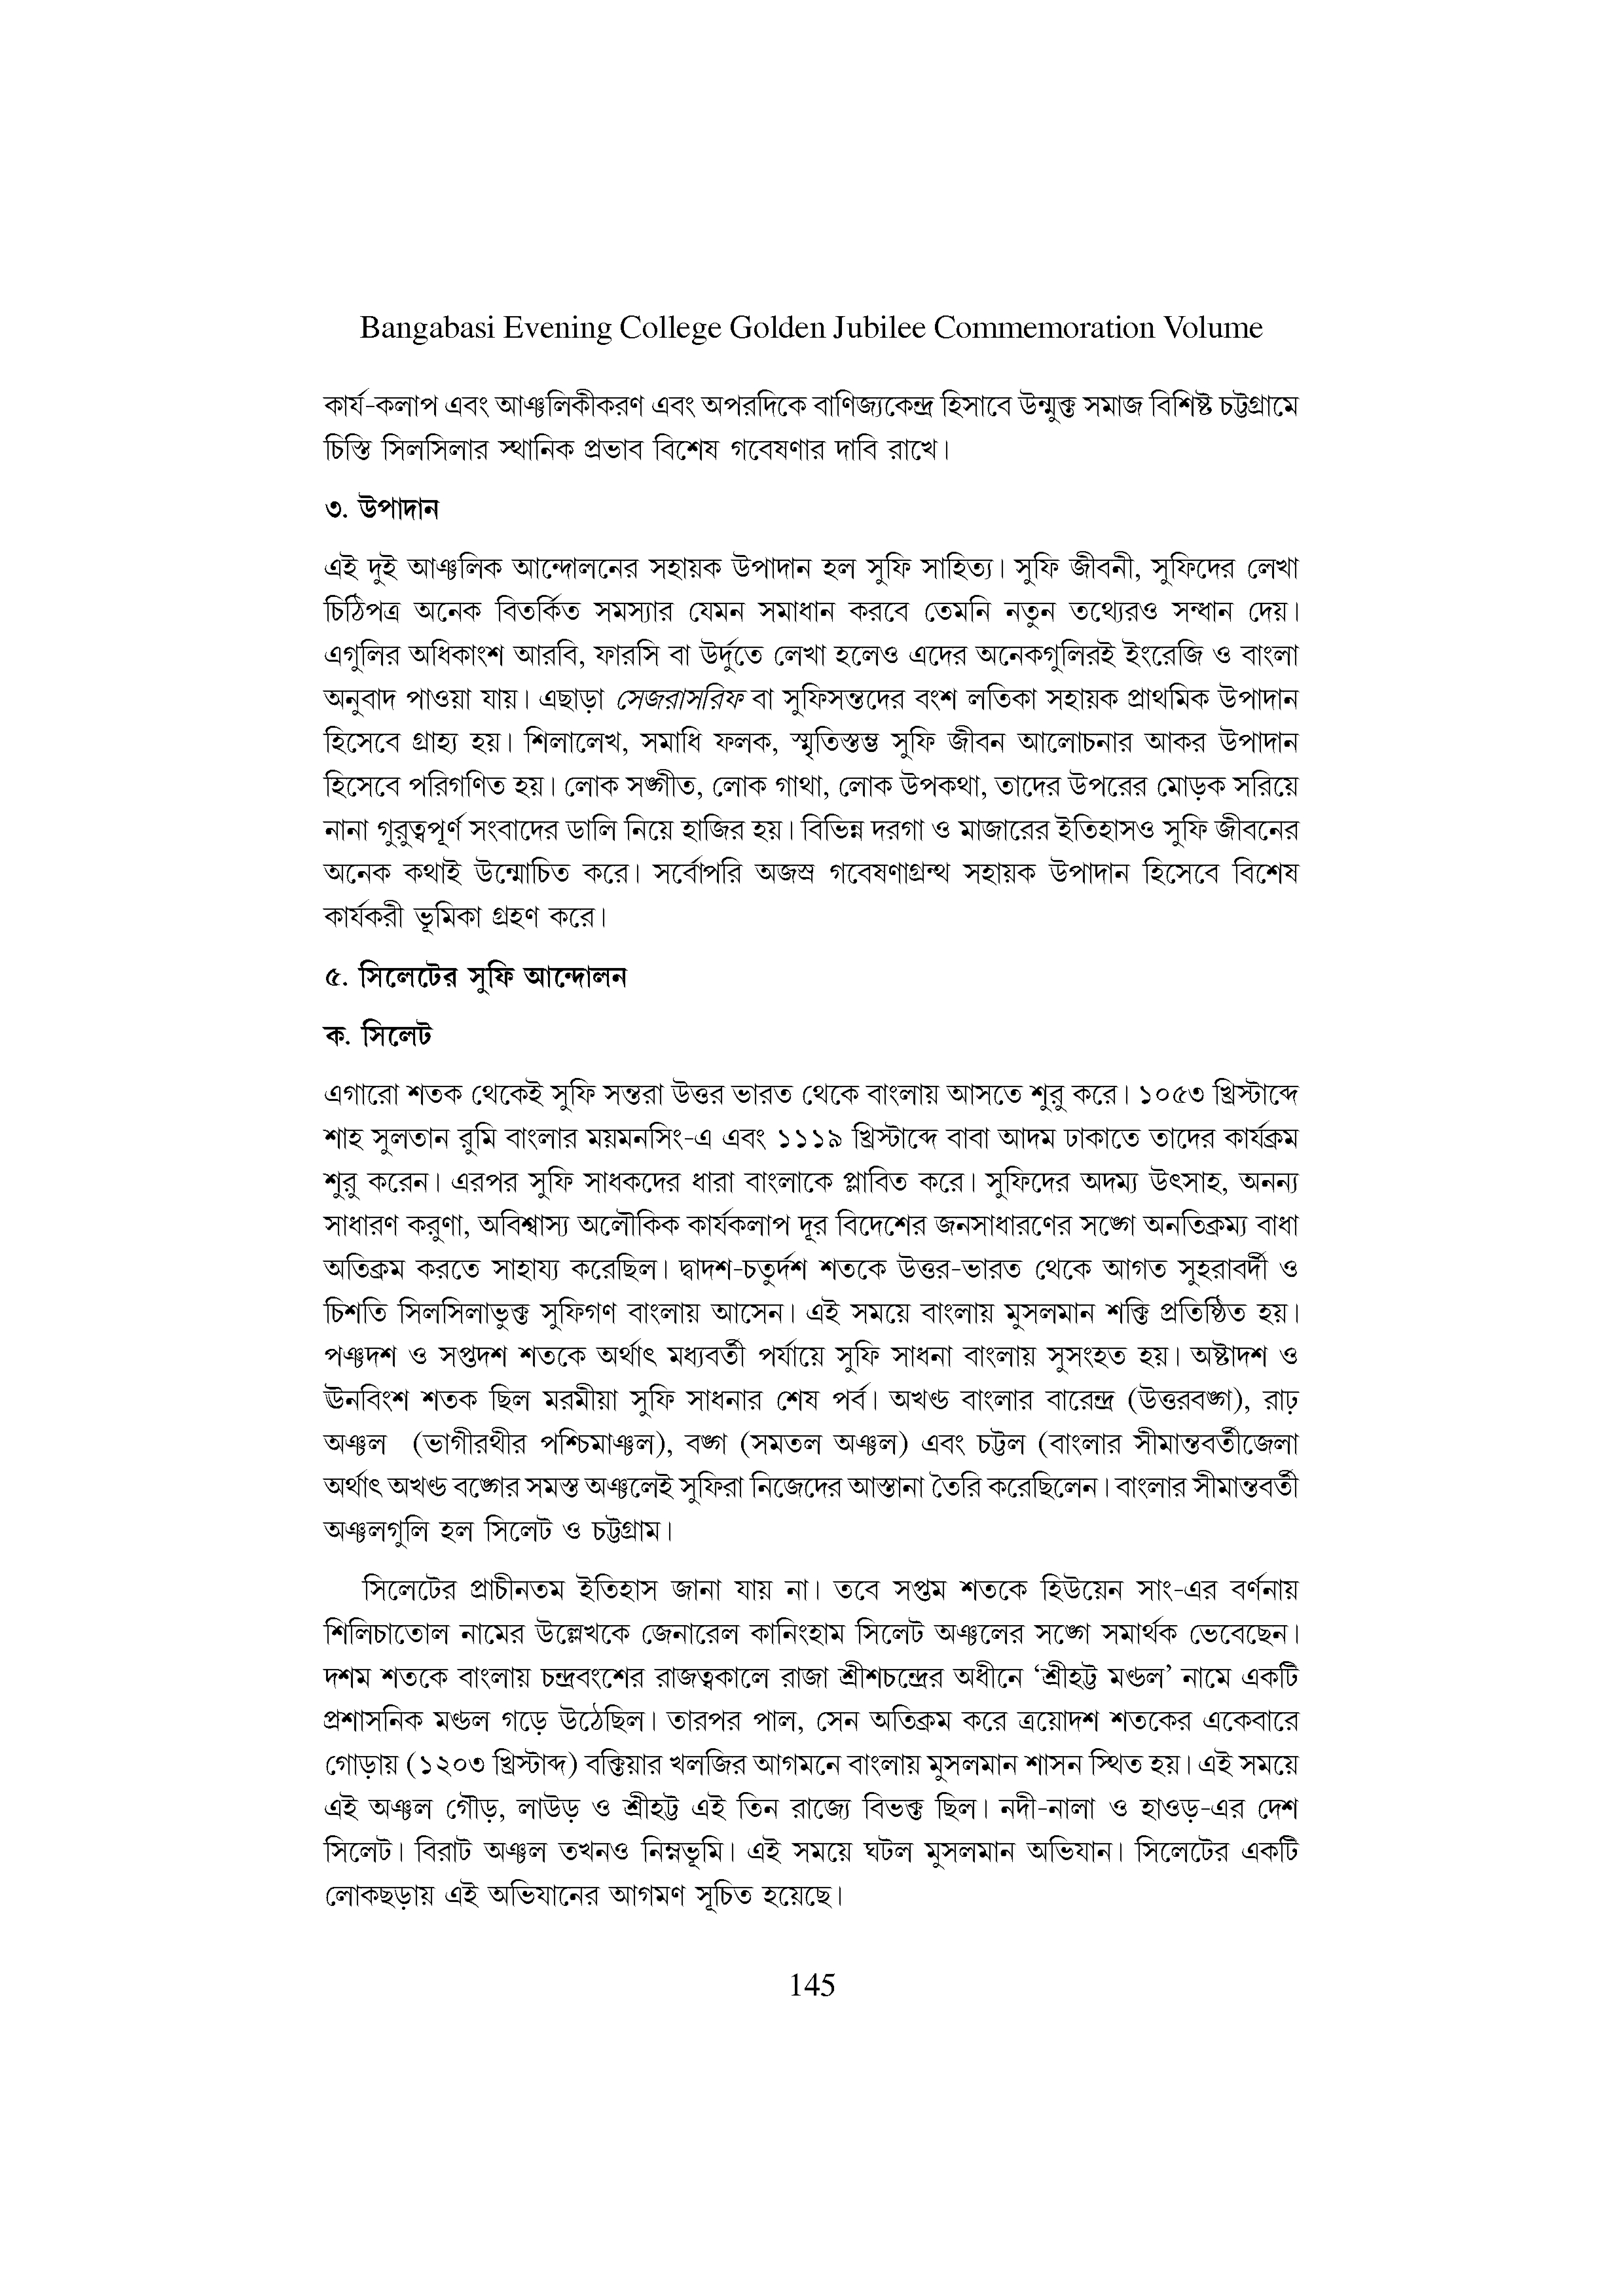 Bangabasi Evening College Golden Jubilee Commemoration Volume
কার্য-কলাপ এবং আঞ্চলিকীকরণ এবং অপরদিকে বাণিজ্যকেন্দ্র হিসাবে উন্মুক্ত সমাজ বিশিষ্ট চট্টগ্রামে
চিস্তি সিলসিলার স্থানিক প্রভাব বিশেষ গবেষণার দাবি রাখে।
৩. উপাদান
এই দুই আঞ্চলিক আন্দোলনের সহায়ক উপাদান হল সুফি সাহিত্য। সুফি জীবনী, সুফিদের লেখা
চিঠিপত্র অনেক বিতর্কিত সমস্যার যেমন সমাধান করবে তেমনি নতুন তথ্যেরও সন্ধান দেয়।
এগুলির অধিকাংশ আরবি, ফারসি বা উর্দুতে লেখা হলেও এদের অনেকগুলিরই ইংরেজি ও বাংলা
অনুবাদ পাওয়া যায়। এছাড়া সেজরাসরিফ বা সুফিসন্তদের বংশ লতিকা সহায়ক প্রাথমিক উপাদান
হিসেবে গ্রাহ্য হয়। শিলালেখ, সমাধি ফলক, স্মৃতিস্তম্ভ সুফি জীবন আলোচনার আকর উপাদান
হিসেবে পরিগণিত হয়। লোক সঙ্গীত, লোক গাথা, লোক উপকথা, তাদের উপরের মোড়ক সরিয়ে
নানা গুরুত্বপূর্ণ সংবাদের ডালি নিয়ে হাজির হয়। বিভিন্ন দরগা ও মাজারের ইতিহাসও সুফি জীবনের
অনেক কথাই উন্মোচিত করে। সর্বোপরি অজস্র গবেষণাগ্রন্থ সহায়ক উপাদান হিসেবে বিশেষ
কার্যকরী ভূমিকা গ্রহণ করে।
৫. সিলেটের সুফি আন্দোলন
ক. সিলেট
এগারো শতক থেকেই সুফি সন্তরা উত্তর ভারত থেকে বাংলায় আসতে শুরু করে। ১০৫৩ খ্রিস্টাব্দে
শাহ সুলতান রুমি বাংলার ময়মনসিং-এ এবং ১১১৯ খ্রিস্টাব্দে বাবা আদম ঢাকাতে তাদের কার্যক্রম
শুরু করেন। এরপর সুফি সাধকদের ধারা বাংলাকে প্লাবিত করে। সুফিদের অদম্য উৎসাহ, অনন্য
সাধারণ করুণা, অবিশ্বাস্য অলৌকিক কার্যকলাপ দূর বিদেশের জনসাধারণের সঙ্গে অনতিক্রম্য বাধা
অতিক্রম করতে সাহায্য করেছিল। দ্বাদশ-চতুর্দশ শতকে উত্তর-ভারত থেকে আগত সুহরাবর্দী ও
চিশতি সিলসিলাভুক্ত সুফিগণ বাংলায় আসেন। এই সময়ে বাংলায় মুসলমান শক্তি প্রতিষ্ঠিত হয়।
পঞ্চদশ ও সপ্তদশ শতকে অর্থাৎ মধ্যবর্তী পর্যায়ে সুফি সাধনা বাংলায় সুসংহত হয়। অষ্টাদশ ও
ঊনবিংশ শতক ছিল মরমীয়া সুফি সাধনার শেষ পর্ব। অখণ্ড বাংলার বারেন্দ্র (উত্তরবঙ্গ), রাঢ়
অঞ্চল (ভাগীরথীর পশ্চিমাঞ্চল), বঙ্গ (সমতল অঞ্চল) এবং চট্টল (বাংলার সীমান্তবর্তীজেলা
অর্থাৎ অখণ্ড বঙ্গের সমস্ত অঞ্চলেই সুফিরা নিজেদের আস্তানা তৈরি করেছিলেন। বাংলার সীমান্তবর্তী
অঞ্চলগুলি হল সিলেট ও চট্টগ্রাম।
সিলেটের প্রাচীনতম ইতিহাস জানা যায় না। তবে সপ্তম শতকে হিউয়েন সাং-এর বর্ণনায়
শিলিচাতোল নামের উল্লেখকে জেনারেল কানিংহাম সিলেট অঞ্চলের সঙ্গে সমার্থক ভেবেছেন।
দশম শতকে বাংলায় চন্দ্রবংশের রাজত্বকালে রাজা শ্রীশচন্দ্রের অধীনে ‘শ্রীহট্ট মণ্ডল’ নামে একটি
প্রশাসনিক মণ্ডল গড়ে উঠেছিল। তারপর পাল, সেন অতিক্রম করে ত্রয়োদশ শতকের একেবারে
গোড়ায় (১২০৩ খ্রিস্টাব্দ) বক্তিয়ার খলজির আগমনে বাংলায় মুসলমান শাসন স্থিত হয়। এই সময়ে
এই অঞ্চল গৌড়, লাউড় ও শ্রীহট্ট এই তিন রাজ্যে বিভক্ত ছিল। নদী-নালা ও হাওড়-এর দেশ
সিলেট। বিরাট অঞ্চল তখনও নিম্নভূমি। এই সময়ে ঘটল মুসলমান অভিযান। সিলেটের একটি
লোকছড়ায় এই অভিযানের আগমণ সূচিত হয়েছে।
145